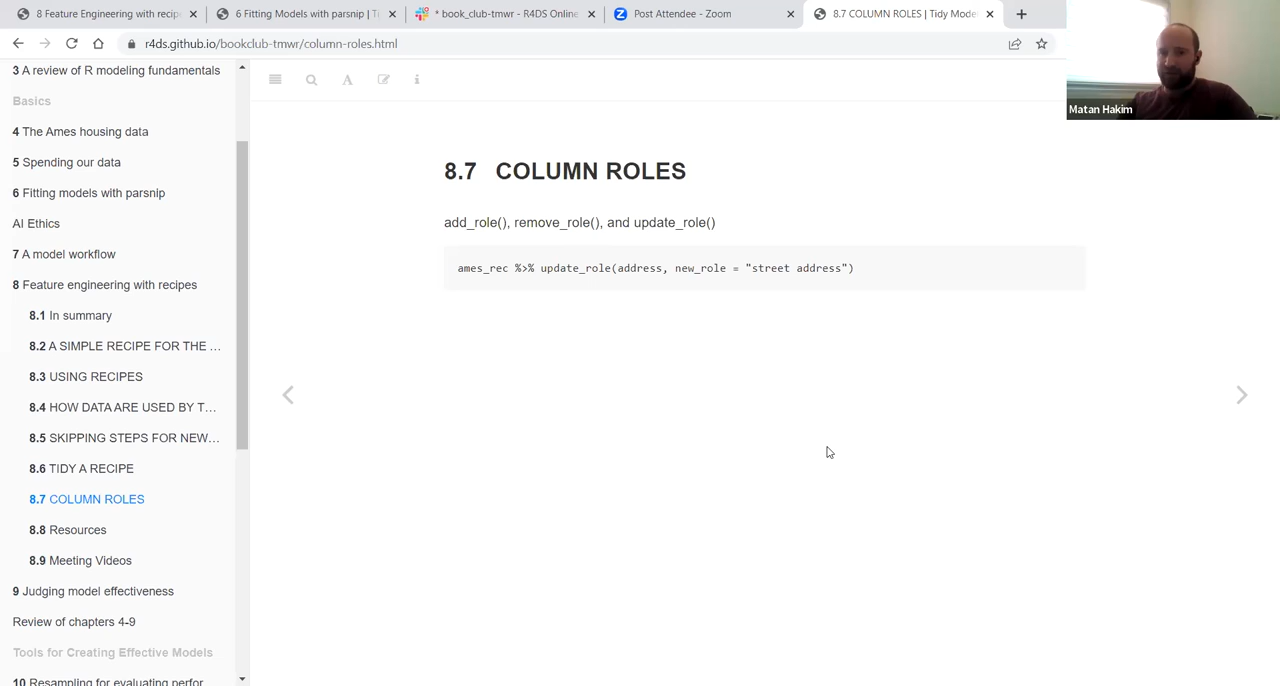 8 Feature Engineering with recipe
6 Fitting Models with parsnip | Ti
* book_club-tmwr - R4DS Online
Post Attendee - Zoom
8.7 COLUMN ROLES | Tidy Mode
r4ds.github.io/bookclub-tmwr/column-roles.html
Matan Hakim
3 A review of R modeling fundamentals
Basics
4 The Ames housing data
5 Spending our data
6 Fitting models with parsnip
AI Ethics
7 A model workflow
8 Feature engineering with recipes
8.1 In summary
8.2 A SIMPLE RECIPE FOR THE ...
8.3 USING RECIPES
8.4 HOW DATA ARE USED BY T...
8.5 SKIPPING STEPS FOR NEW...
8.6 TIDY A RECIPE
8.7 COLUMN ROLES
8.8 Resources
8.9 Meeting Videos
9 Judging model effectiveness
Review of chapters 4-9
Tools for Creating Effective Models
10 Resampling for evaluating perfor
8.7 COLUMN ROLES
add_role(), remove_role(), and update_role()
ames_rec %>% update_role(address, new_role = "street address")